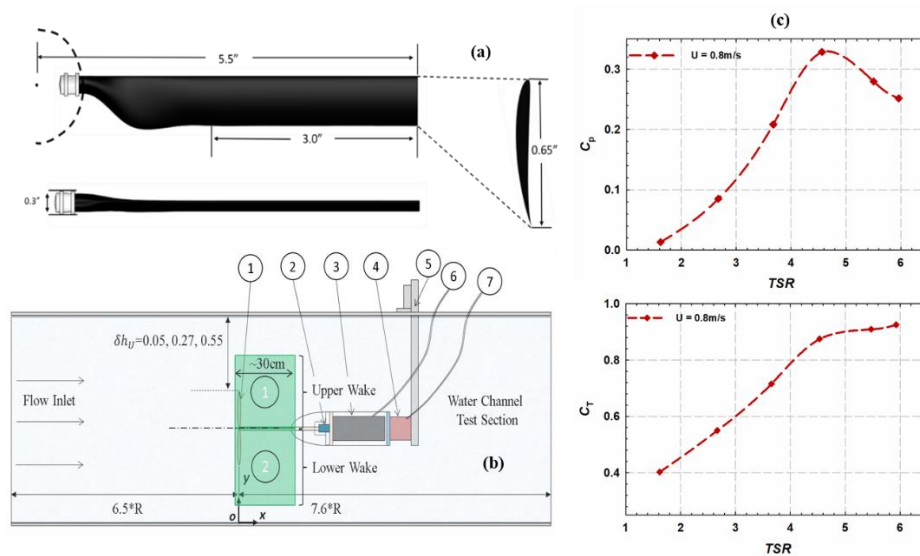 (a)
5.5”
3.0”
0.65”
0.3”
1
2
3
4
5
6
7
δhU=0.05, 0.27, 0.55
~30cm
1
Upper Wake
Flow Inlet
Water Channel
Test Section
2
Lower Wake
(b)
y
6.5*R
o
x
7.6*R
(c)
U = 0.8m/s
0.3
0.2
0.1
0.0
Cp
1 2 3 4 5 6
TSR
U = 0.8m/s
1.0
0.8
0.6
0.4
CT
1 2 3 4 5 6
TSR